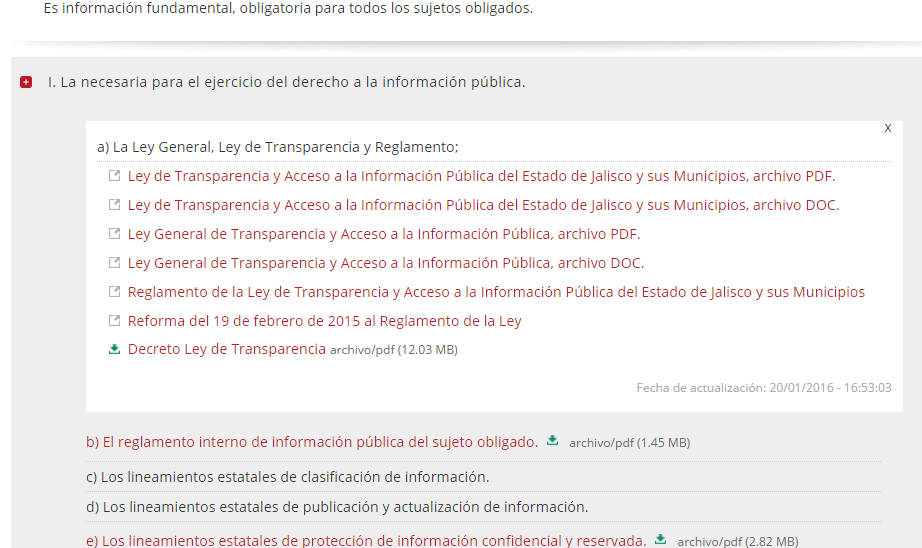 Es información fundamental, obligatoria para todos los sujetos obligados.
I. La necesaria para el ejercicio del derecho a la información pública.
X
a) La Ley General, Ley de Transparencia y Reglamento;
Ley de Transparencia y Acceso a la Información Pública del Estado de Jalisco y sus Municipios, archivo PDF.
Ley de Transparencia y Acceso a la Información Pública del Estado de Jalisco y sus Municipios, archivo DOC.
Ley General de Transparencia y Acceso a la Información Pública, archivo PDF.
Ley General de Transparencia y Acceso a la Información Pública, archivo DOC.
Reglamento de la Ley de Transparencia y Acceso a la Información Pública del Estado de Jalisco y sus Municipios
Reforma del 19 de febrero de 2015 al Reglamento de la Ley
Decreto Ley de Transparencia archivo/pdf (12.03 MB)
Fecha de actualización: 20/01/2016 - 16:53:03
b) El reglamento interno de información pública del sujeto obligado. archivo/pdf (1.45 MB)
c) Los lineamientos estatales de clasificación de información.
d) Los lineamientos estatales de publicación y actualización de información.
e) Los lineamientos estatales de protección de información confidencial y reservada. archivo/pdf (2.82 MB)